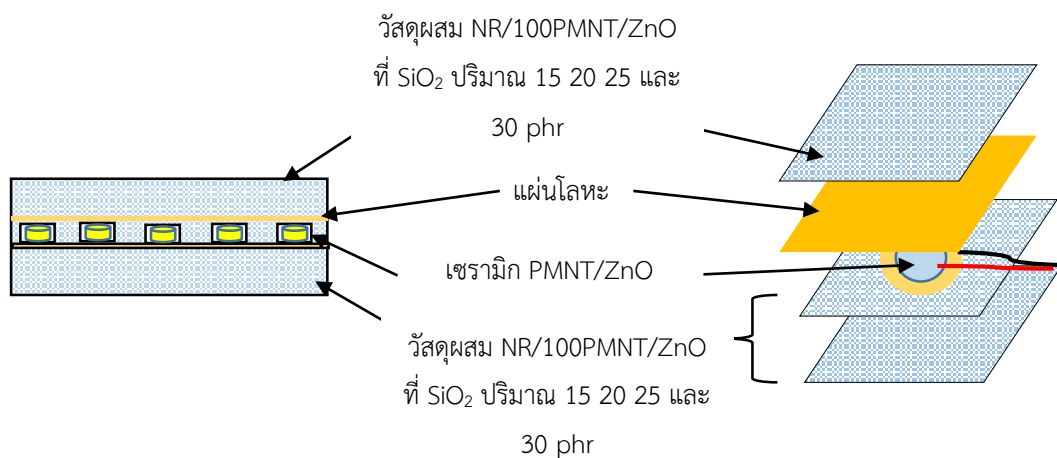 วัสดุผสม NR/100PMNT/ZnO
ที่ SiO₂ ปริมาณ 15 20 25 และ
30 phr
แผ่นโลหะ
เซรามิก PMNT/ZnO
วัสดุผสม NR/100PMNT/ZnO
ที่ SiO₂ ปริมาณ 15 20 25 และ
30 phr